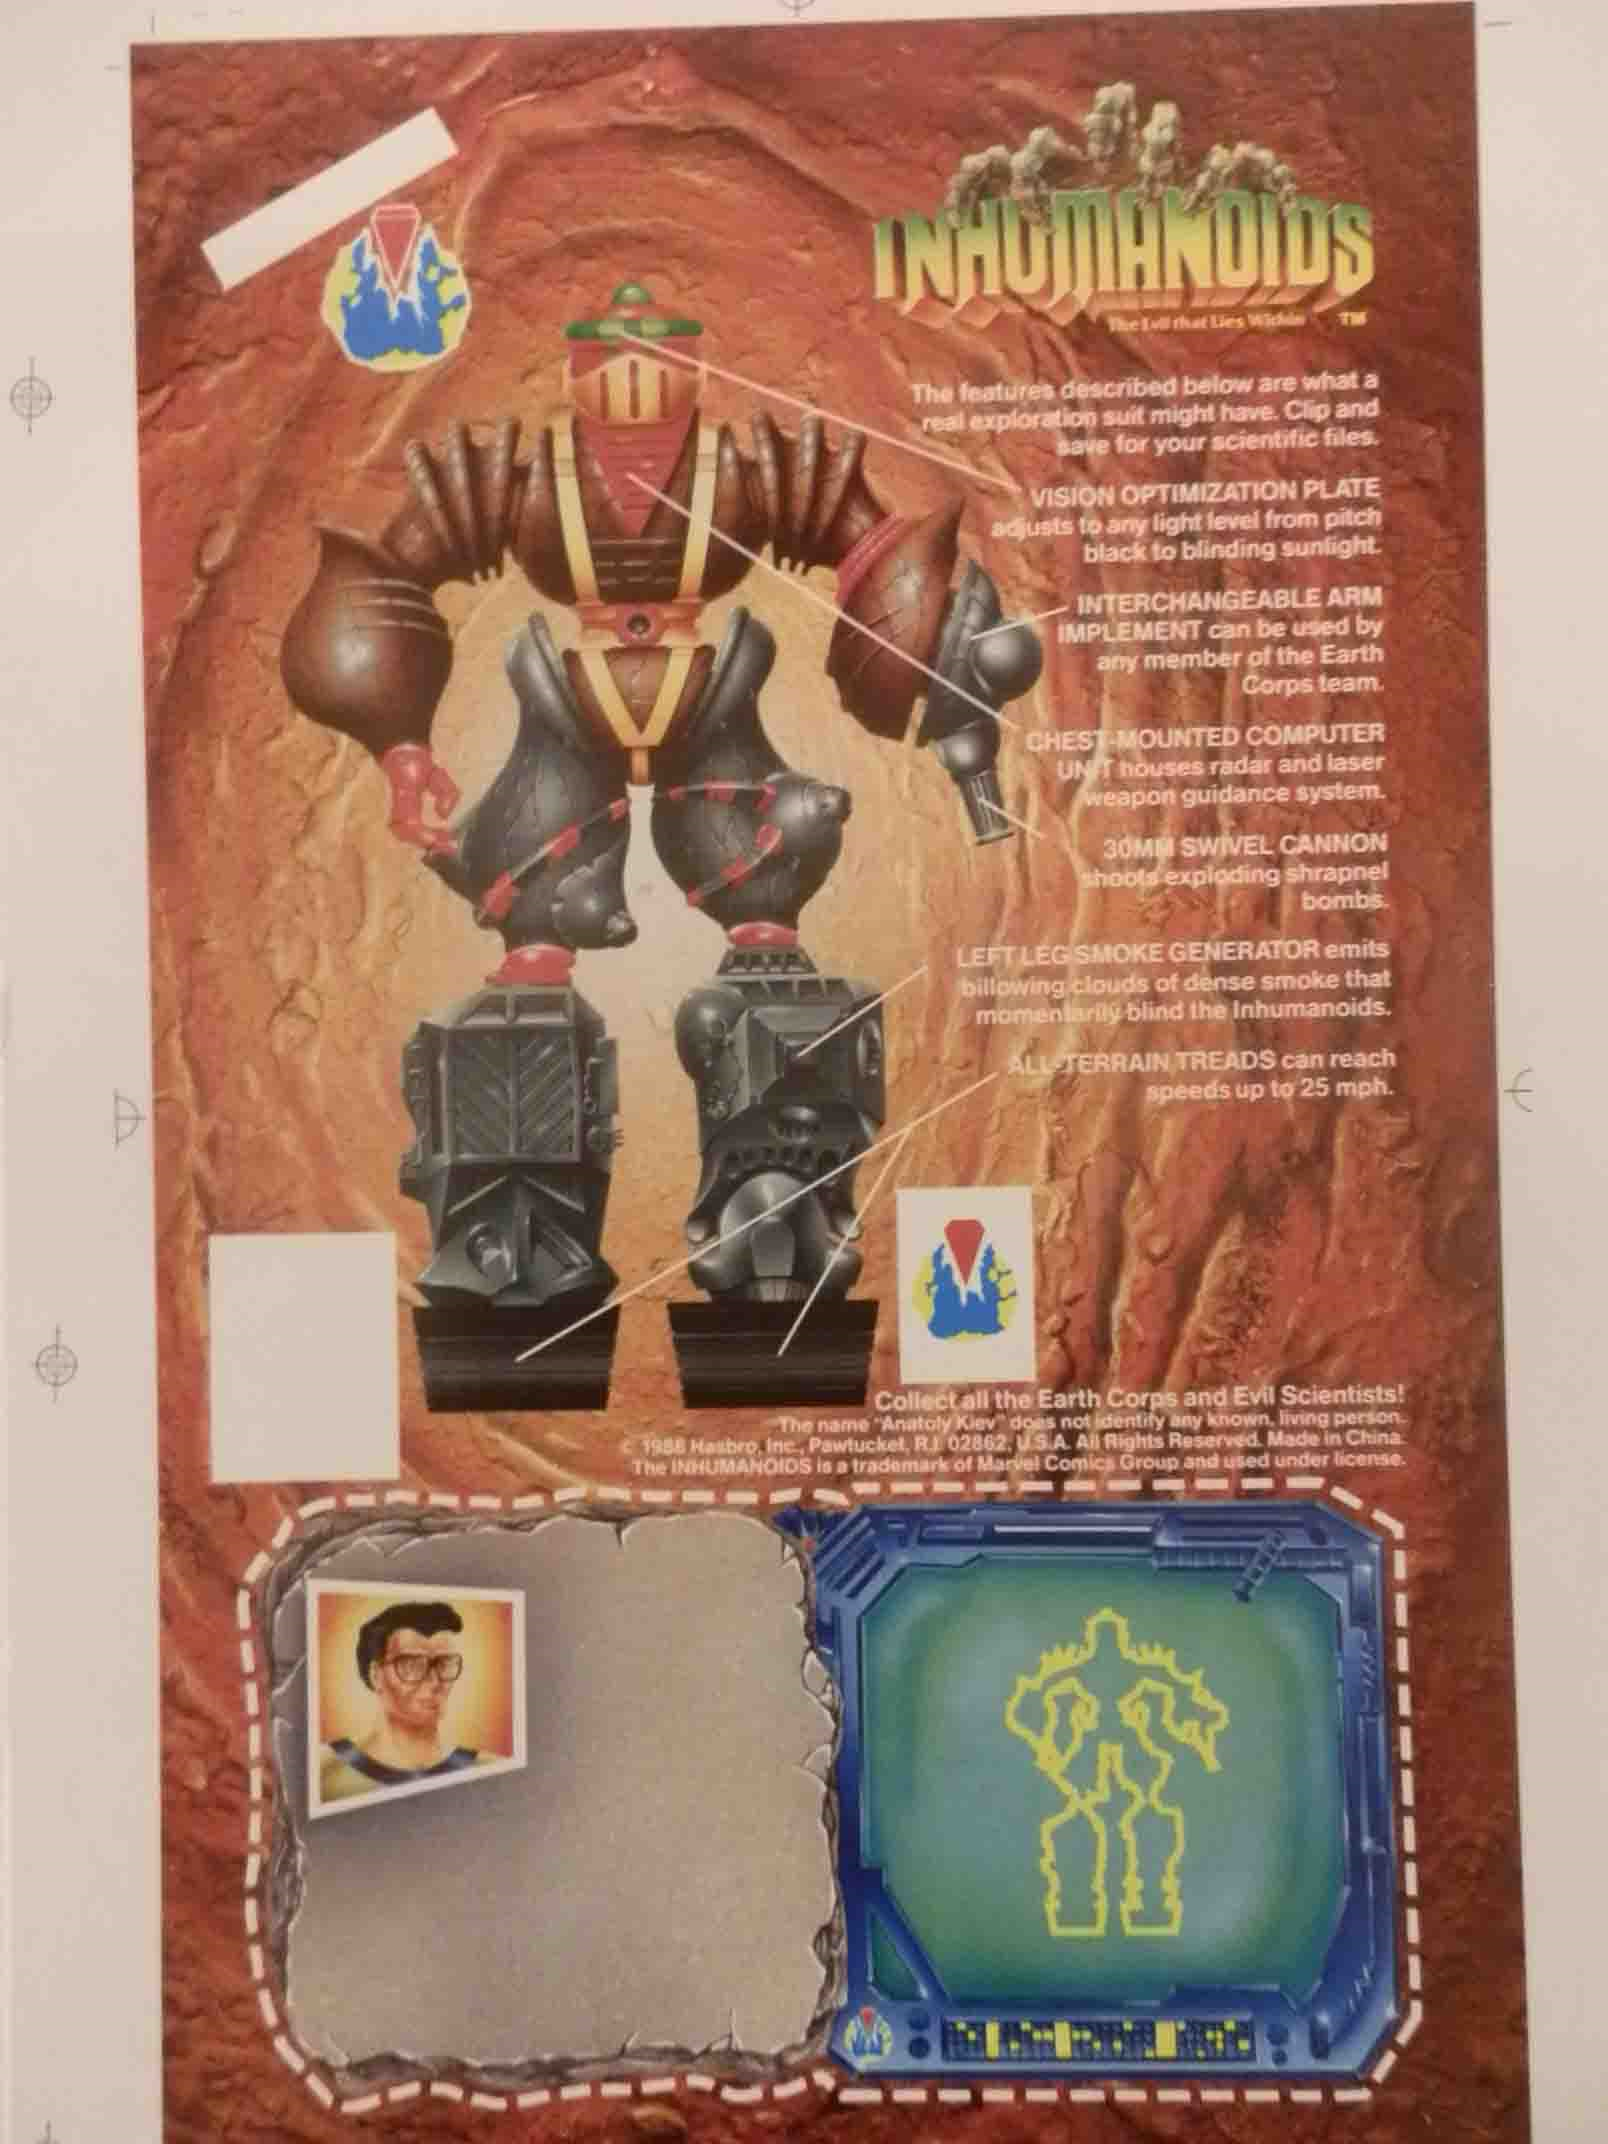 INHUMANOIDS
The Evil that Lies Within TM
The features described below are what a
real exploration suit might have. Clip and
save for your scientific files.
VISION OPTIMIZATION PLATE
adjusts to any light level from pitch
black to blinding sunlight.
INTERCHANGEABLE ARM
IMPLEMENT can be used by
any member of the Earth
Corps team.
CHEST-MOUNTED COMPUTER
UNIT houses radar and laser
weapon guidance system.
30MM SWIVEL CANNON
shoots exploding shrapnel
bombs.
LEFT LEG SMOKE GENERATOR emits
billowing clouds of dense smoke that
momentarily blind the Inhumanoids.
ALL-TERRAIN TREADS can reach
speeds up to 25 mph.
Collect all the Earth Corps and Evil Scientists!
The name "Anatoly Kiev" does not identify any known, living person.
© 1986 Hasbro, Inc., Pawtucket, R.I. 02862, U.S.A. All Rights Reserved. Made in China.
The INHUMANOIDS is a trademark of Marvel Comics Group and used under license.